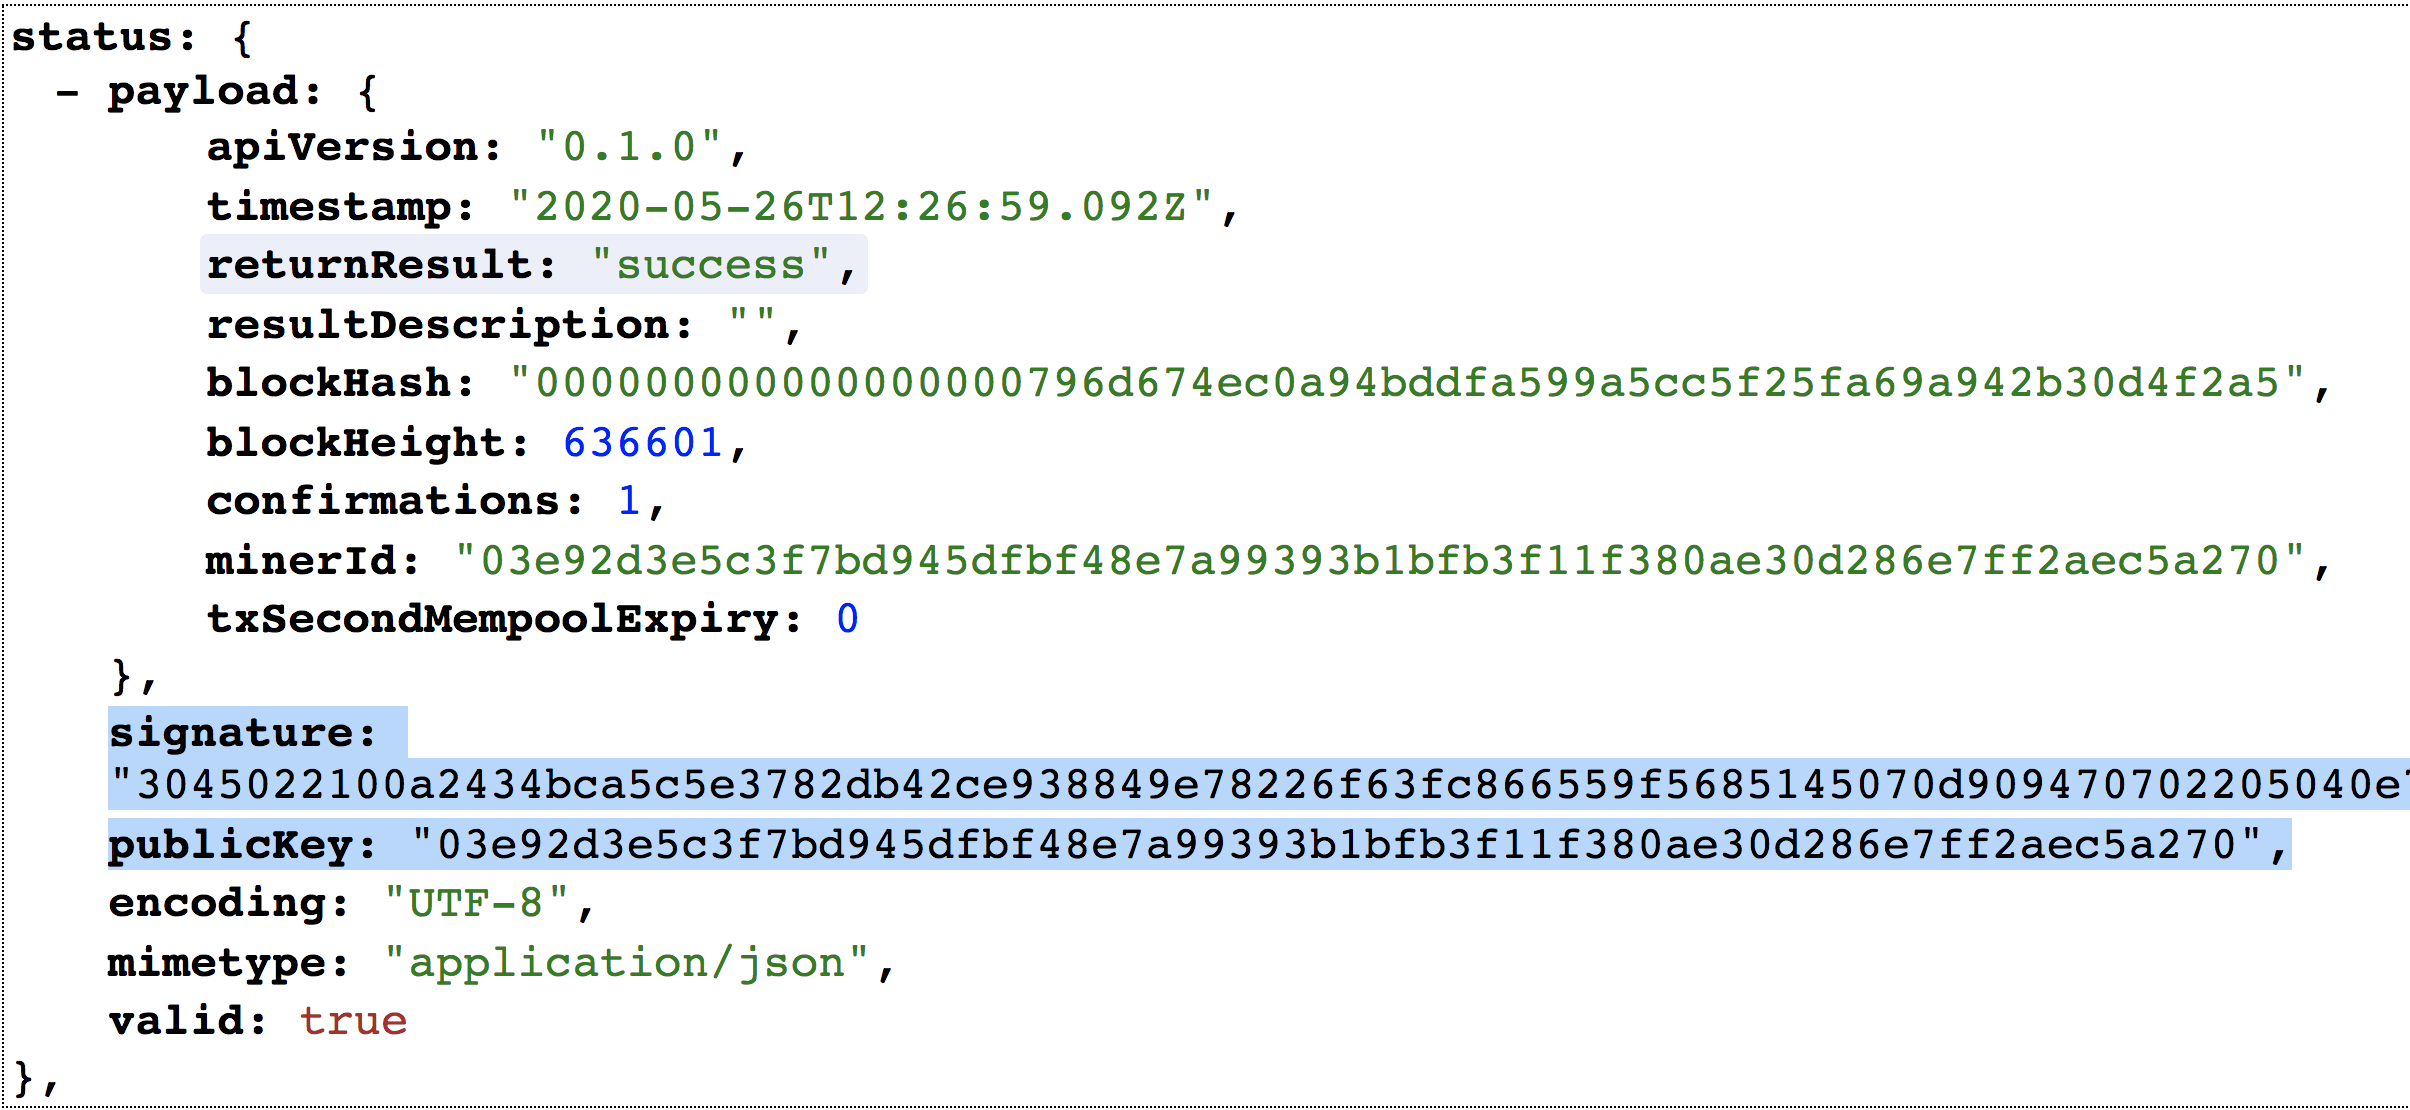 status: {
- payload: {
apiVersion: "0.1.0",
timestamp: "2020-05-26T12:26:59.092Z",
returnResult: "success",
resultDescription: "",
blockHash: "000000000000000000796d674ec0a94bddfa599a5cc5f25fa69a942b30d4f2a5",
blockHeight: 636601,
confirmations: 1,
minerId: "03e92d3e5c3f7bd945dfbf48e7a99393b1bfb3f11f380ae30d286e7ff2aec5a270",
txSecondMempoolExpiry: 0
},
signature:
"3045022100a2434bca5c5e3782db42ce938849e78226f63fc866559f5685145070d909470702205040e
publicKey: "03e92d3e5c3f7bd945dfbf48e7a99393b1bfb3f11f380ae30d286e7ff2aec5a270",
encoding: "UTF-8",
mimetype: "application/json",
valid: true
},